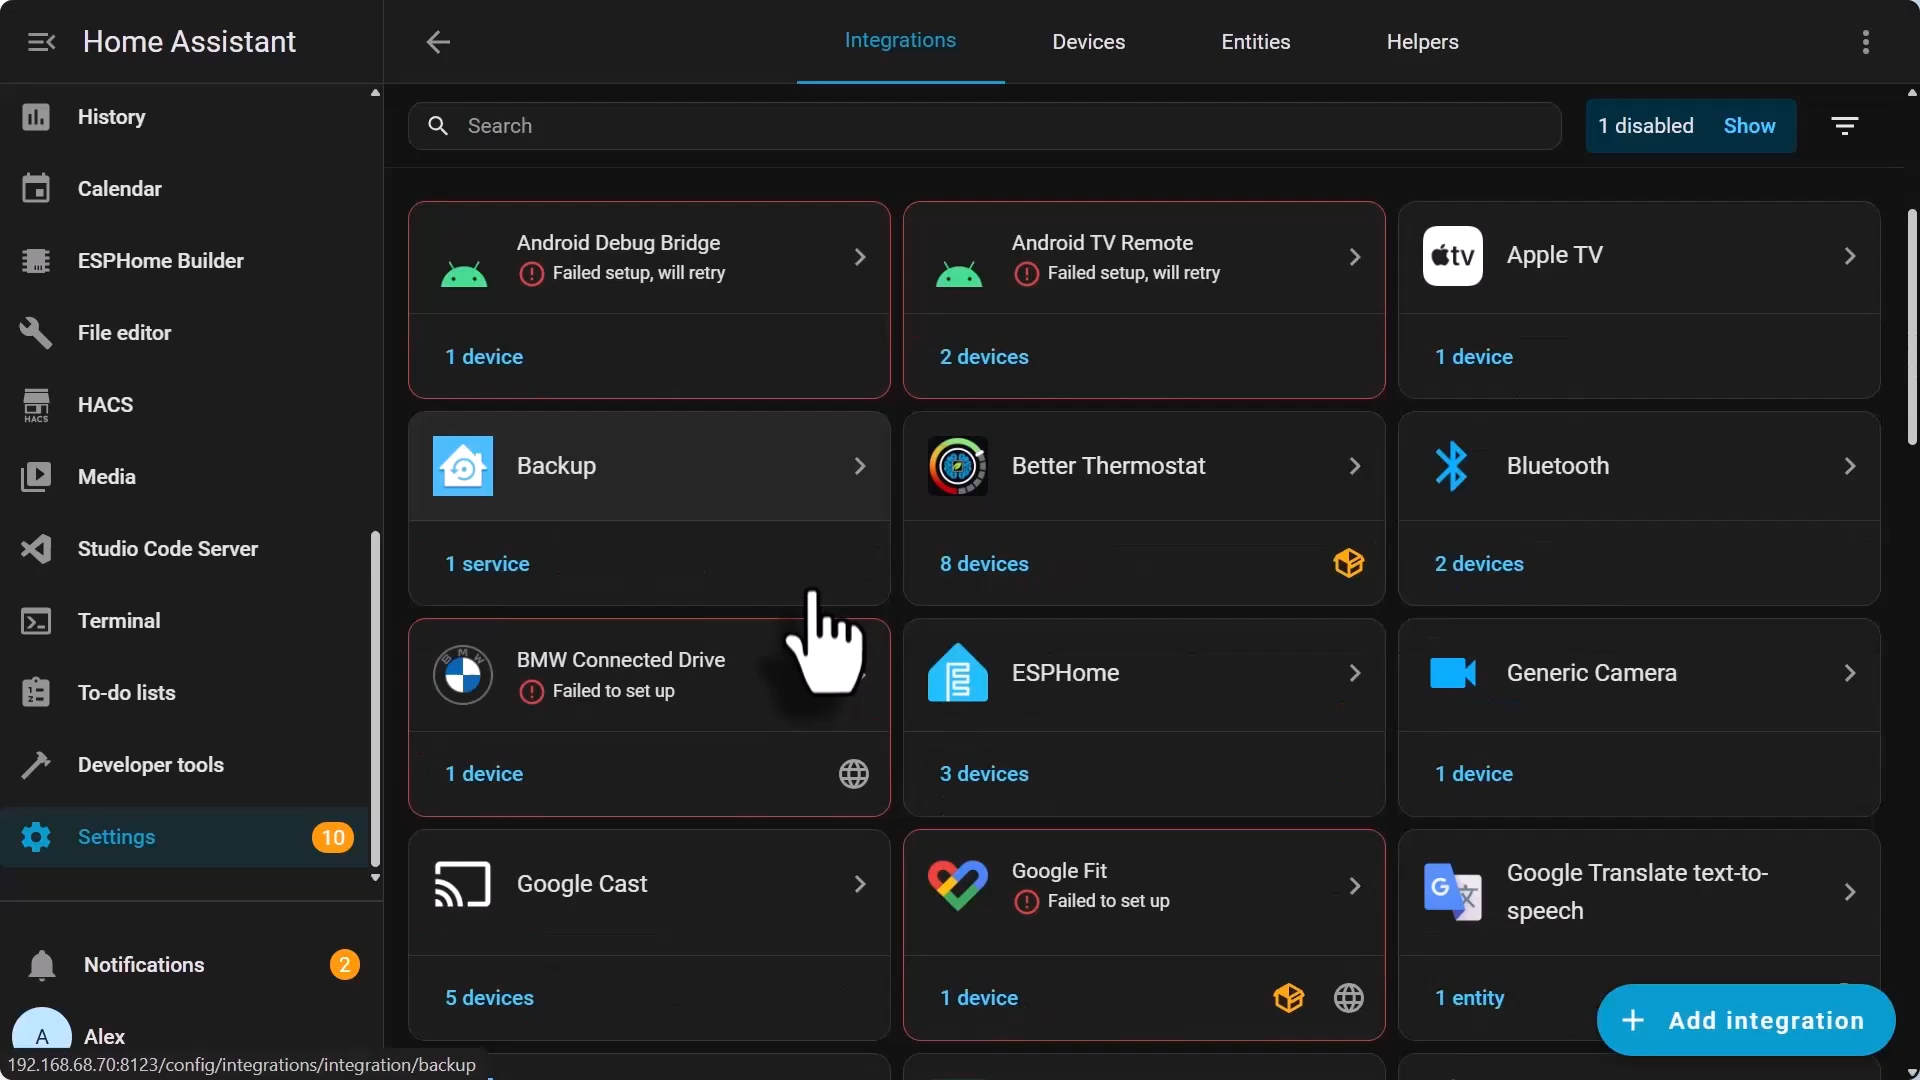 Home Assistant
Integrations
Devices
Entities
Helpers
History
Calendar
ESPHome Builder
File editor
HACS
HACS
Media
Studio Code Server
Terminal
To-do lists
Developer tools
Settings
10
Notifications
2
A
Alex
192.168.68.70:8123/config/integrations/integration/backup
Search
1 disabled
Show
Android Debug Bridge
Failed setup, will retry
1 device
Android TV Remote
Failed setup, will retry
2 devices
tv
Apple TV
1 device
Backup
1 service
Better Thermostat
8 devices
Bluetooth
2 devices
BMW
BMW Connected Drive
Failed to set up
1 device
ESPHome
3 devices
Generic Camera
1 device
Google Cast
5 devices
Google Fit
Failed to set up
1 device
G
文
Google Translate text-to-
speech
1 entity
Add integration